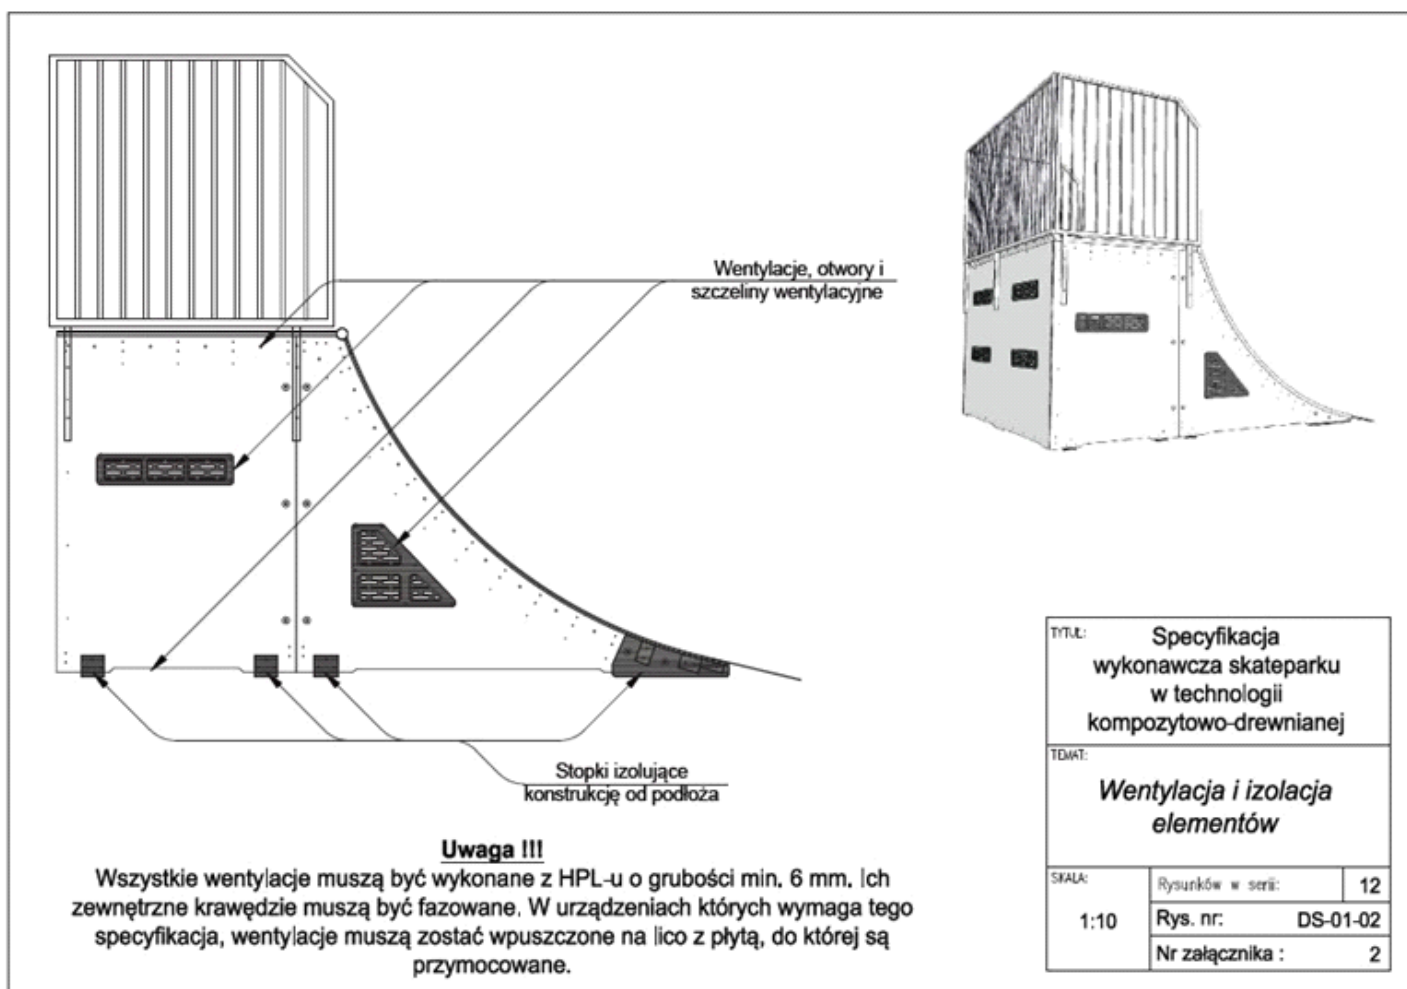 Wentylacje, otwory i
szczeliny wentylacyjne
Stopki izolujące
konstrukcję od podłoża
Uwaga !!!
Wszystkie wentylacje muszą być wykonane z HPL-u o grubości min. 6 mm. Ich
zewnętrzne krawędzie muszą być fazowane. W urządzeniach których wymaga tego
specyfikacja, wentylacje muszą zostać wpuszczone na lico z płytą, do której są
przymocowane.
TYTUŁ:
Specyfikacja
wykonawcza skateparku
w technologii
kompozytowo-drewnianej
TEMAT:
Wentylacja i izolacja
elementów
SKALA:
1:10
Rysunków w serii: 12
Rys. nr: DS-01-02
Nr załącznika : 2